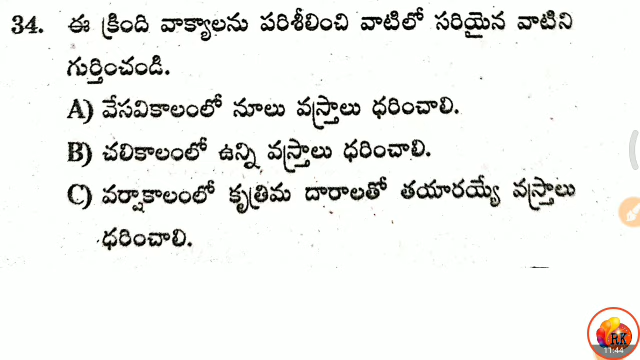 34. ఈ క్రింది వాక్యాలను పరిశీలించి వాటిలో సరియైన వాటిని
గుర్తించండి.
A) వేసవికాలంలో నూలు వస్త్రాలు ధరించాలి.
B) చలికాలంలో ఉన్ని వస్త్రాలు ధరించాలి.
C) వర్షాకాలంలో కృత్రిమ దారాలతో తయారయ్యే వస్త్రాలు
ధరించాలి.
RK
11:44